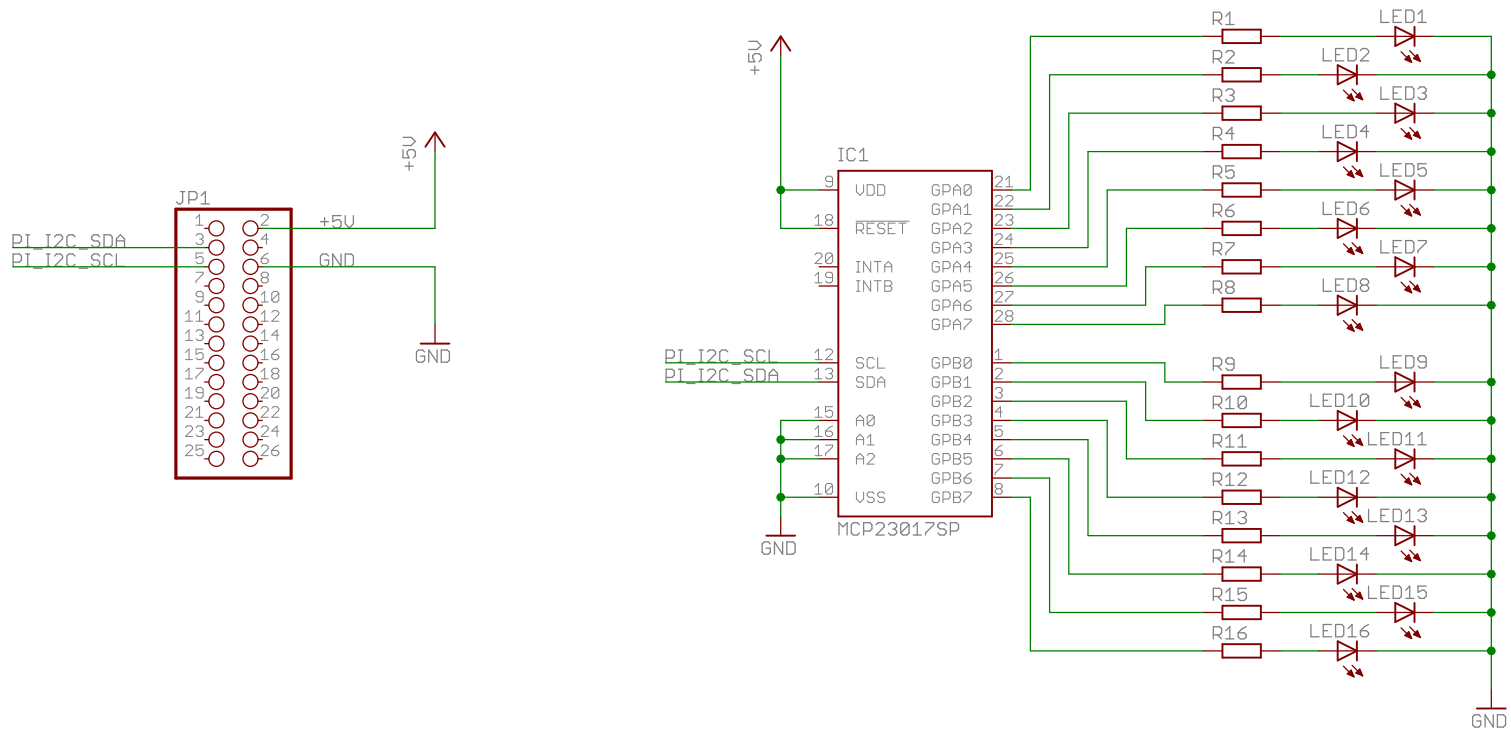 JP1
1 2 +5V
PI_I2C_SDA 3 4
PI_I2C_SCL 5 6 GND
7 8
9 10
11 12
13 14
15 16
17 18
19 20
21 22
23 24
25 26
+5V
GND
+5V
IC1
9 VDD GPA0 21
GPA1 22
18 RESET GPA2 23
GPA3 24
20 INTA GPA4 25
19 INTB GPA5 26
GPA6 27
GPA7 28
PI_I2C_SCL 12 SCL GPB0 1
PI_I2C_SDA 13 SDA GPB1 2
GPB2 3
15 A0 GPB3 4
16 A1 GPB4 5
17 A2 GPB5 6
GPB6 7
10 VSS GPB7 8
MCP23017SP
GND
R1 LED1
R2 LED2
R3 LED3
R4 LED4
R5 LED5
R6 LED6
R7 LED7
R8 LED8
R9 LED9
R10 LED10
R11 LED11
R12 LED12
R13 LED13
R14 LED14
R15 LED15
R16 LED16
GND